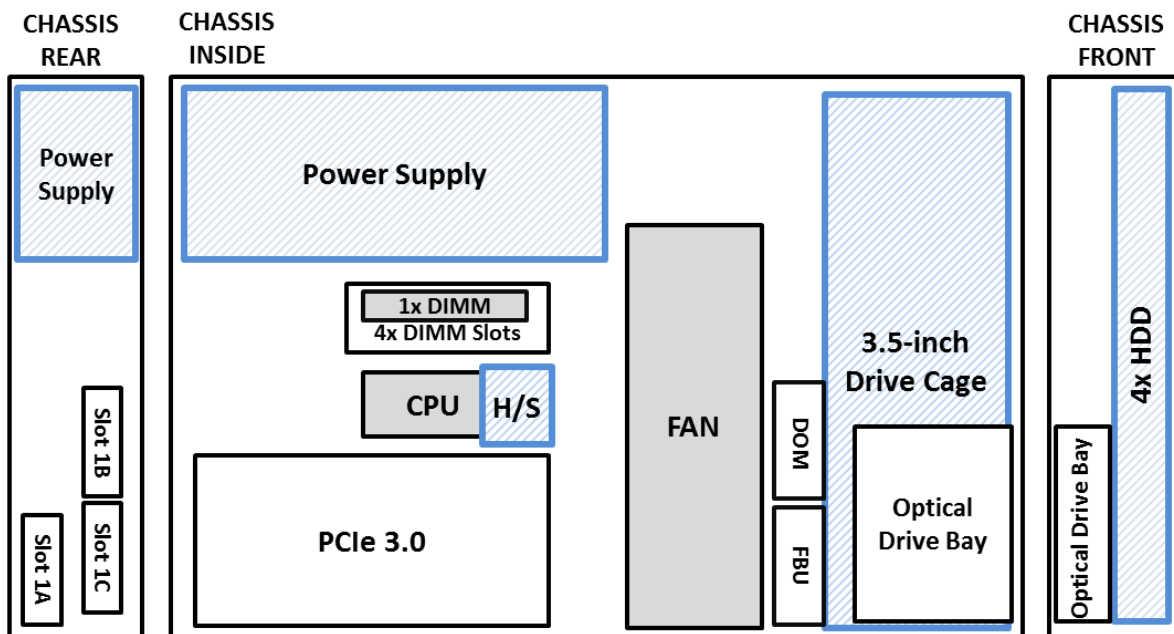 CHASSIS
REAR
Power
Supply
Slot 1B
Slot 1A
Slot 1C
CHASSIS
INSIDE
Power Supply
1x DIMM
4x DIMM Slots
CPU
H/S
PCIe 3.0
FAN
DOM
FBU
3.5-inch
Drive Cage
Optical
Drive Bay
CHASSIS
FRONT
4x HDD
Optical Drive Bay